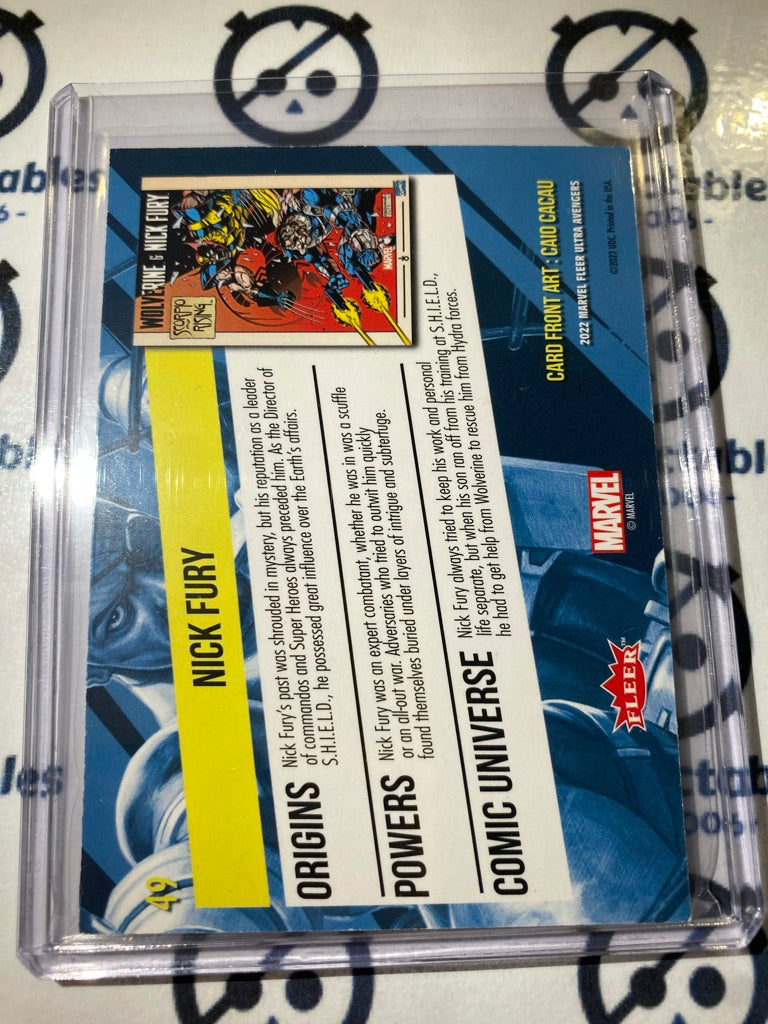 49
NICK FURY
WOLVERINE & NICK FURY
SCORPIO
RISING
MARVEL
ORIGINS
Nick Fury's past was shrouded in mystery, but his reputation as a leader
of commandos and Super Heroes always preceded him. As the Director of
S.H.I.E.L.D., he possessed great influence over the Earth's affairs.
POWERS
Nick Fury was an expert combatant, whether he was in was a scuffle
or an all-out war. Adversaries who tried to outwit him quickly
found themselves buried under layers of intrigue and subterfuge.
COMIC UNIVERSE
Nick Fury always tried to keep his work and personal
life separate, but when his son ran off from his training at S.H.I.E.L.D.,
he had to get help from Wolverine to rescue him from Hydra forces.
FLEER™
MARVEL
© MARVEL
CARD FRONT ART : CAIO CACAU
2022 MARVEL FLEER ULTRA AVENGERS
©2022 UDC. Printed in the USA.